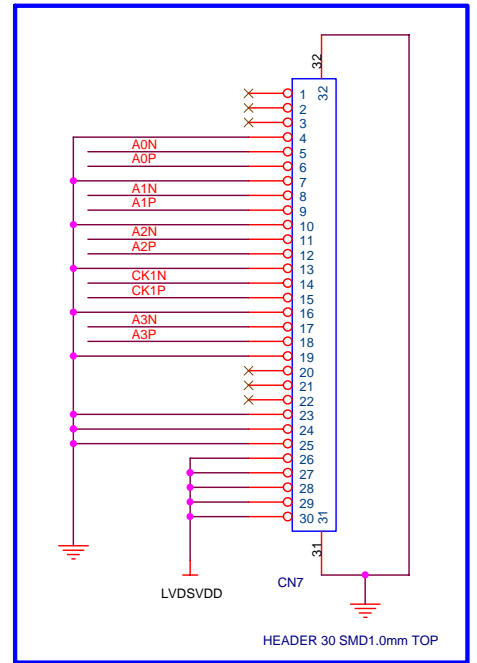 32
32
1
2
3
4
A0N 5
A0P 6
7
A1N 8
A1P 9
10
A2N 11
A2P 12
13
CK1N 14
CK1P 15
16
A3N 17
A3P 18
19
20
21
22
23
24
25
26
27
28
29
30 31
31
LVDSVDD
CN7
HEADER 30 SMD1.0mm TOP